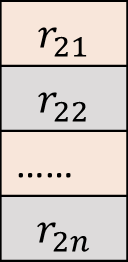 r₂₁
r₂₂
......
r₂ₙ